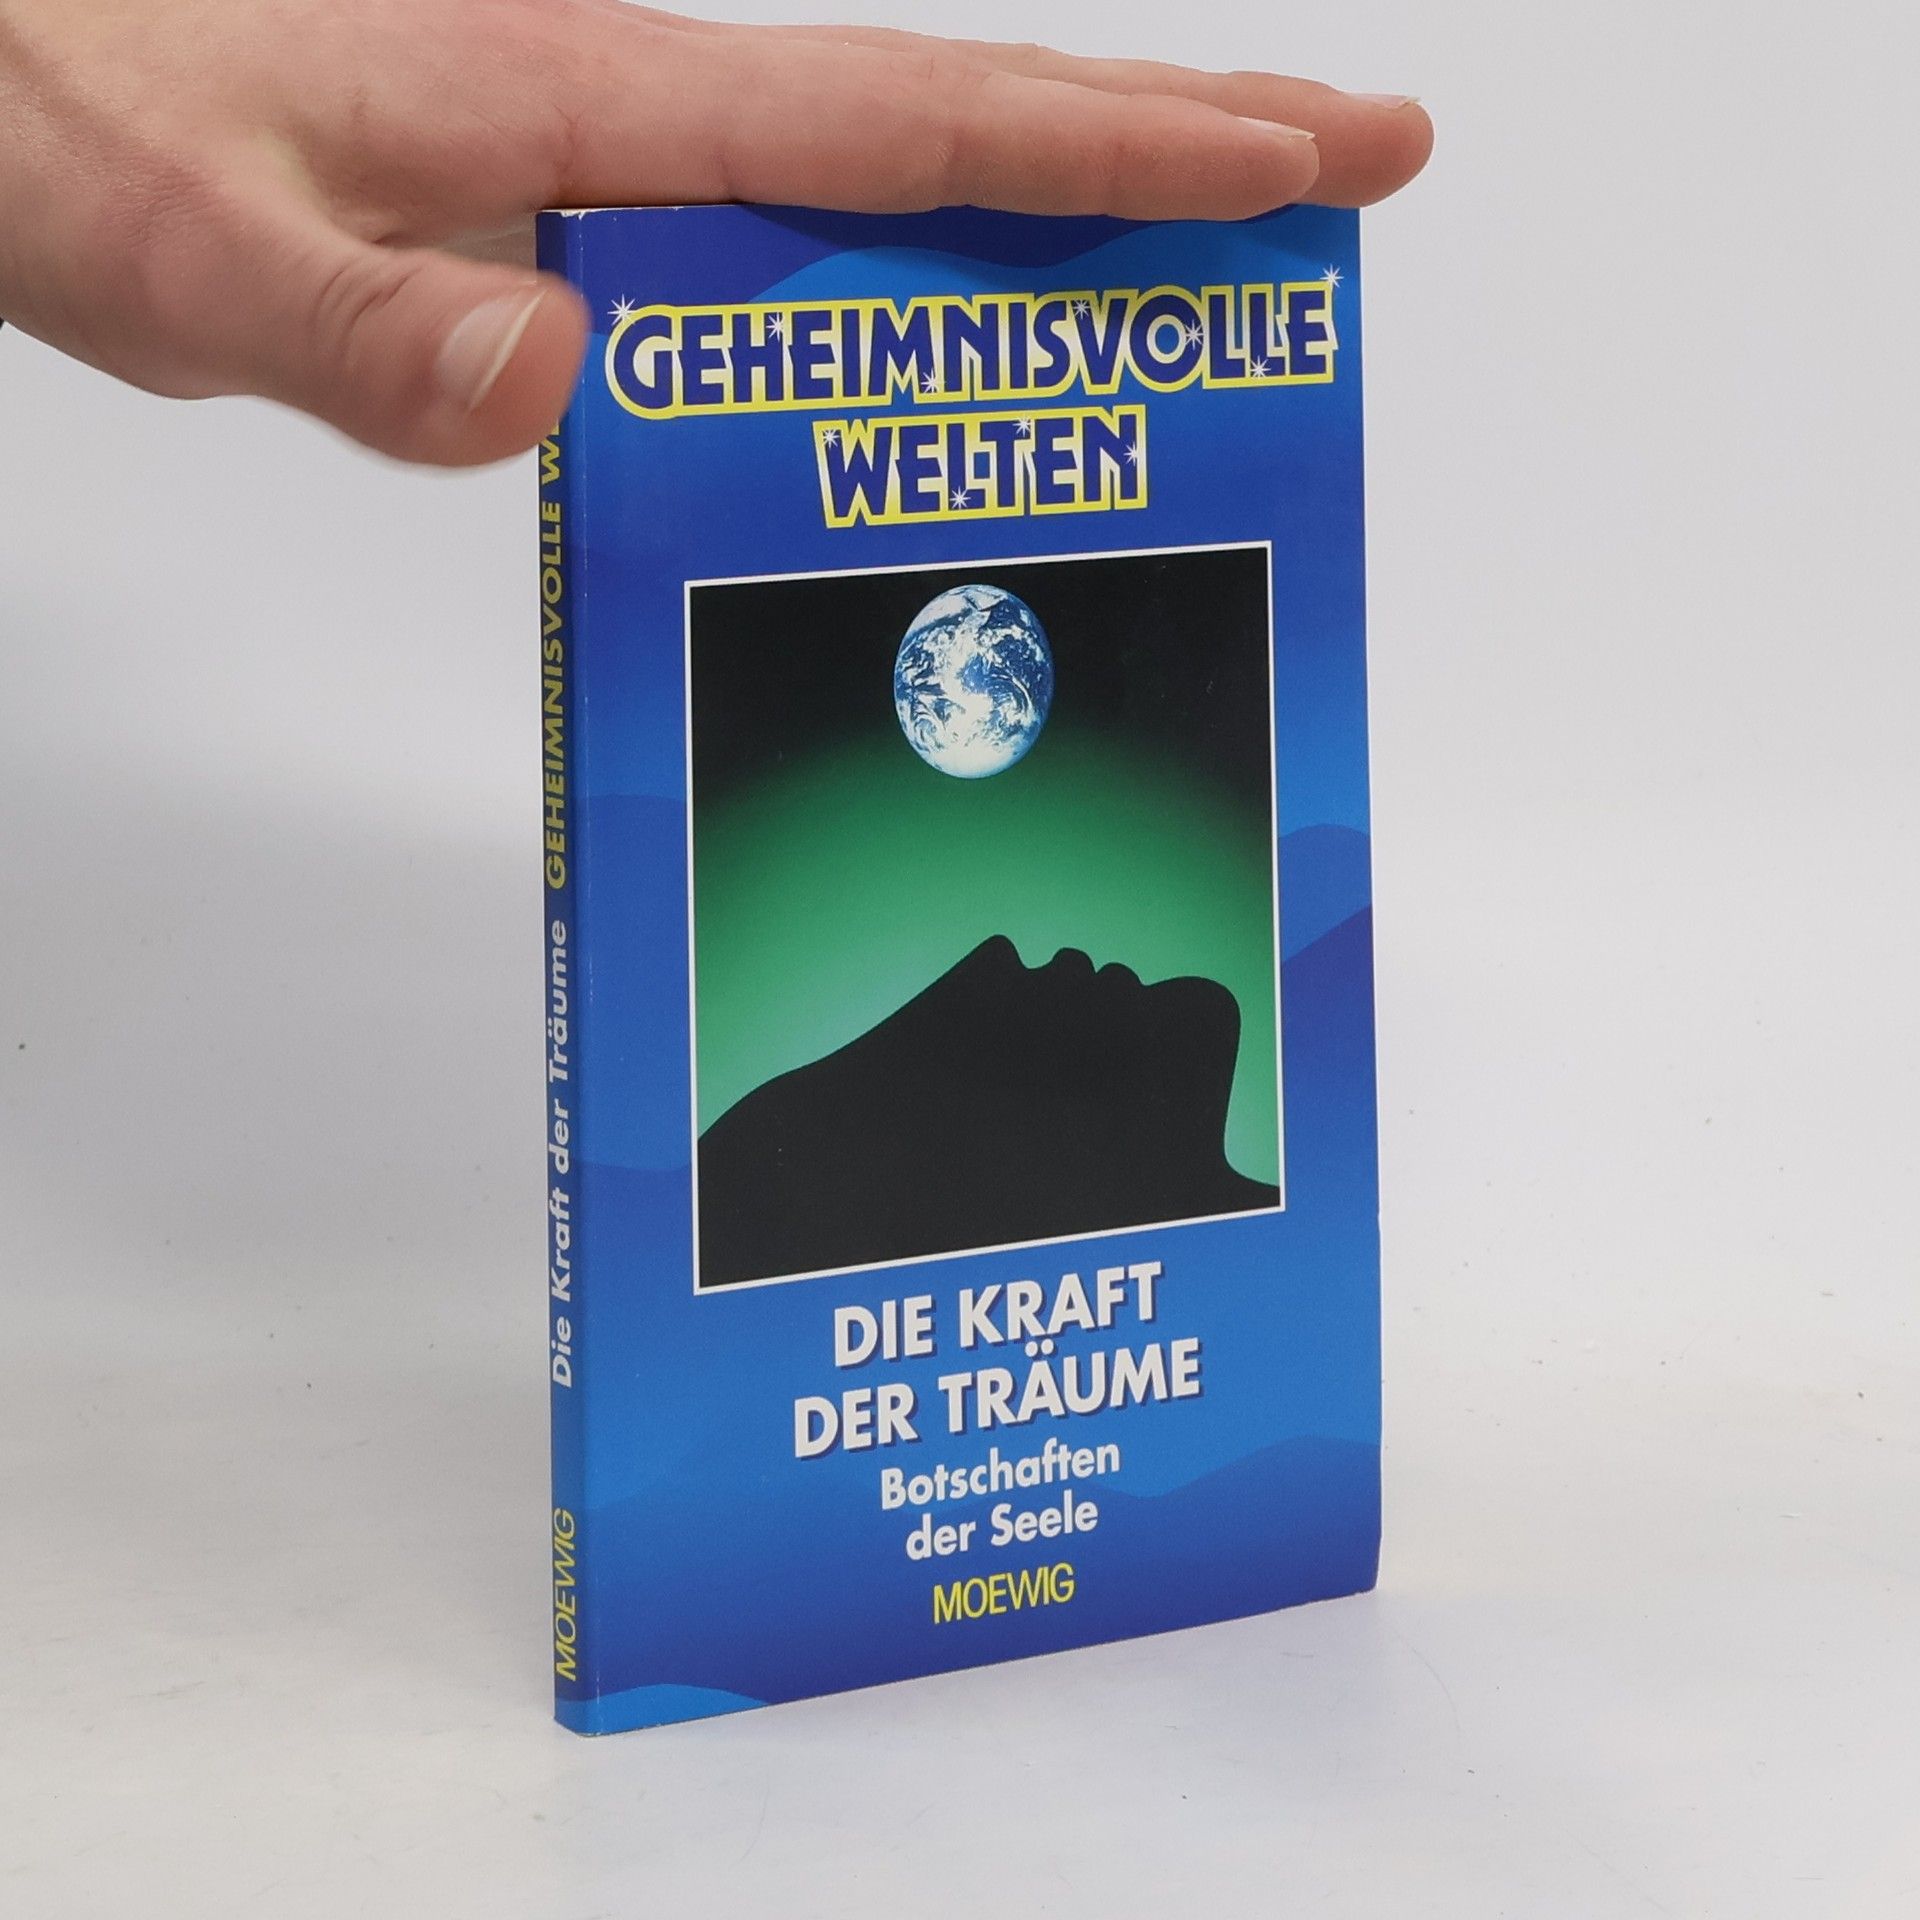 GEHEIMNISVOLLE
WELTEN
DIE KRAFT
DER TRÄUME
Botschaften
der Seele
MOEWIG
MOEWIG Die Kraft der Träume GEHEIMNISVOLLE